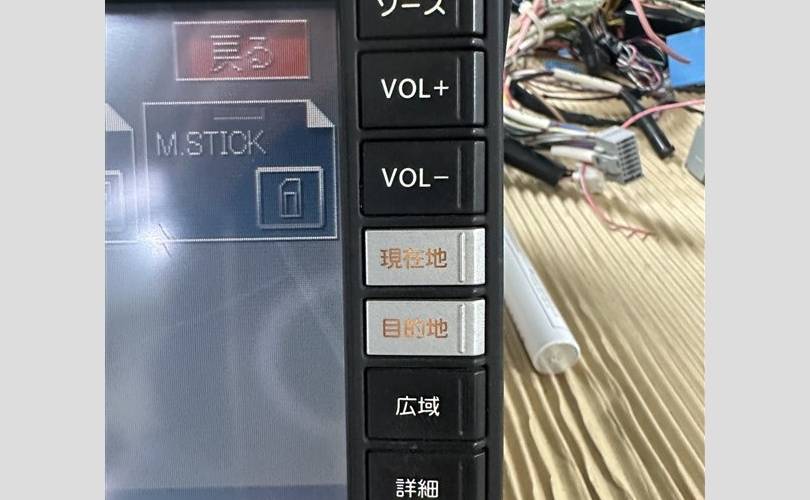 ソース
戻る
VOL+
M.STICK
VOL−
現在地
目的地
広域
詳細